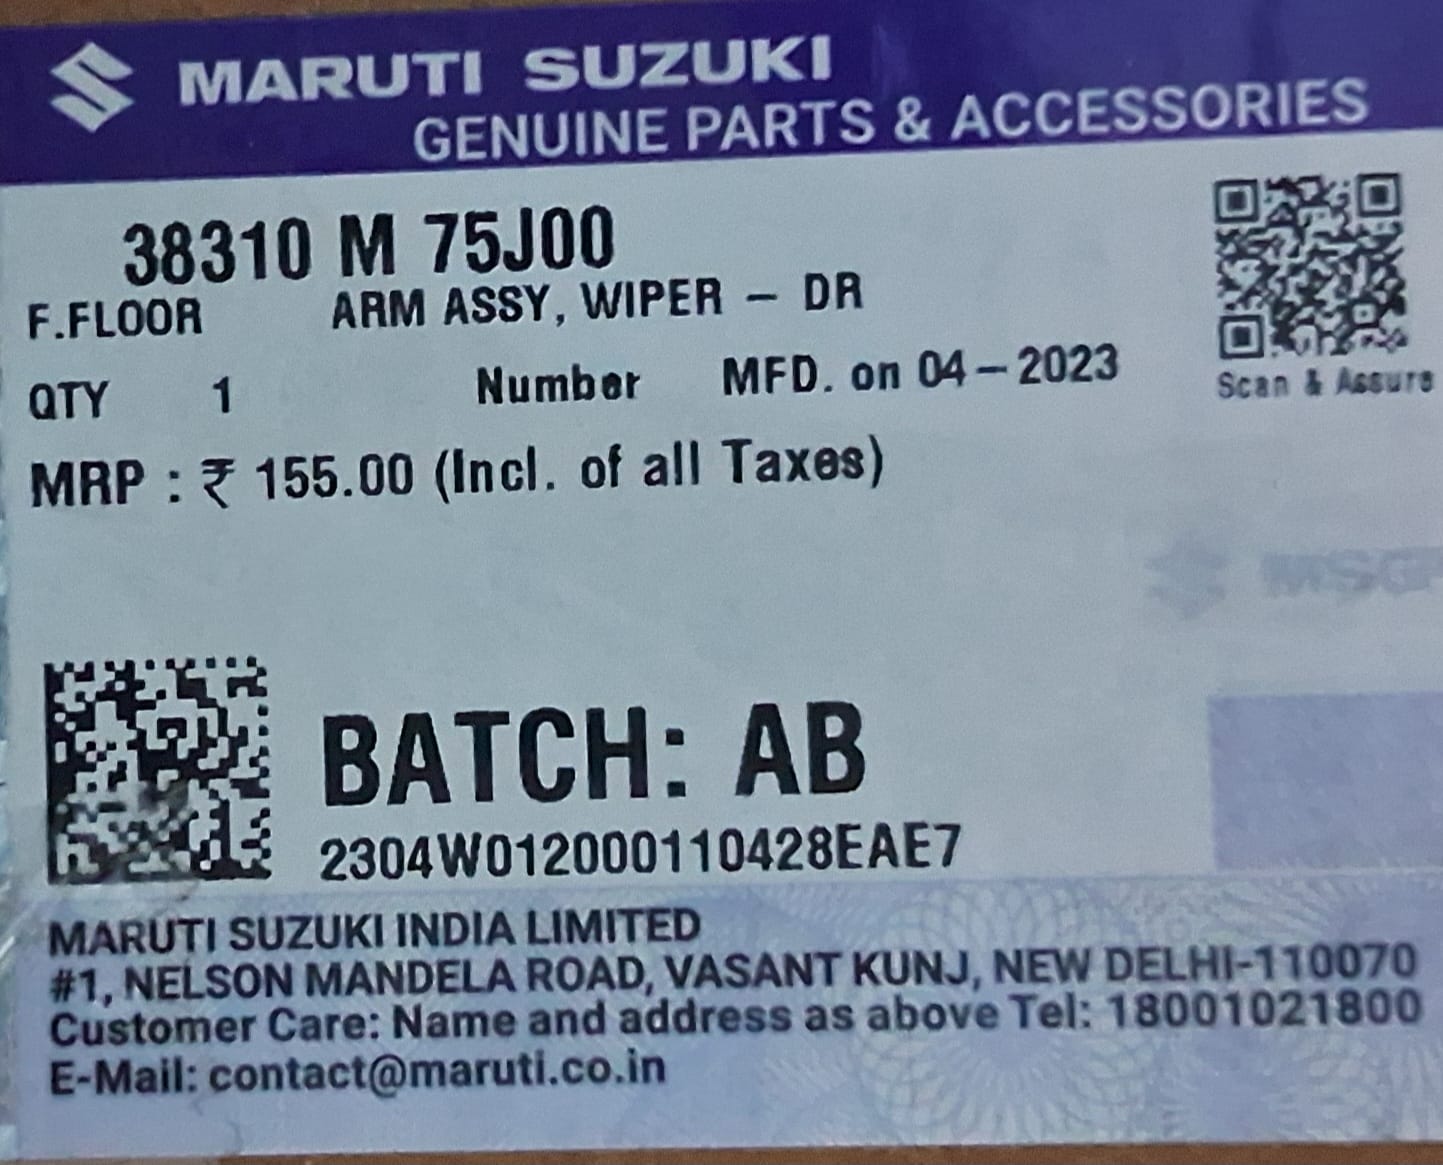 MARUTI SUZUKI
GENUINE PARTS & ACCESSORIES
38310 M 75J00
F.FLOOR ARM ASSY, WIPER – DR
QTY 1 Number MFD. on 04–2023
Scan & Assure
MRP : ₹ 155.00 (Incl. of all Taxes)
BATCH: AB
2304W012000110428EAE7
MARUTI SUZUKI INDIA LIMITED
#1, NELSON MANDELA ROAD, VASANT KUNJ, NEW DELHI-110070
Customer Care: Name and address as above Tel: 18001021800
E-Mail: contact@maruti.co.in